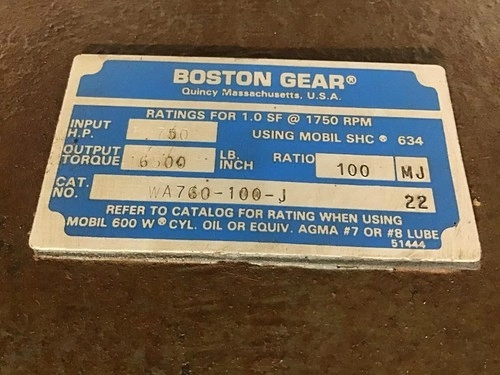 BOSTON GEAR®
Quincy Massachusetts, U.S.A.
RATINGS FOR 1.0 SF @ 1750 RPM
INPUT H.P. .750 USING MOBIL SHC® 634
OUTPUT TORQUE 6300 LB. INCH RATIO 100 MJ
CAT. NO. WA760-100-J 22
REFER TO CATALOG FOR RATING WHEN USING
MOBIL 600 W® CYL. OIL OR EQUIV. AGMA #7 OR #8 LUBE
51444